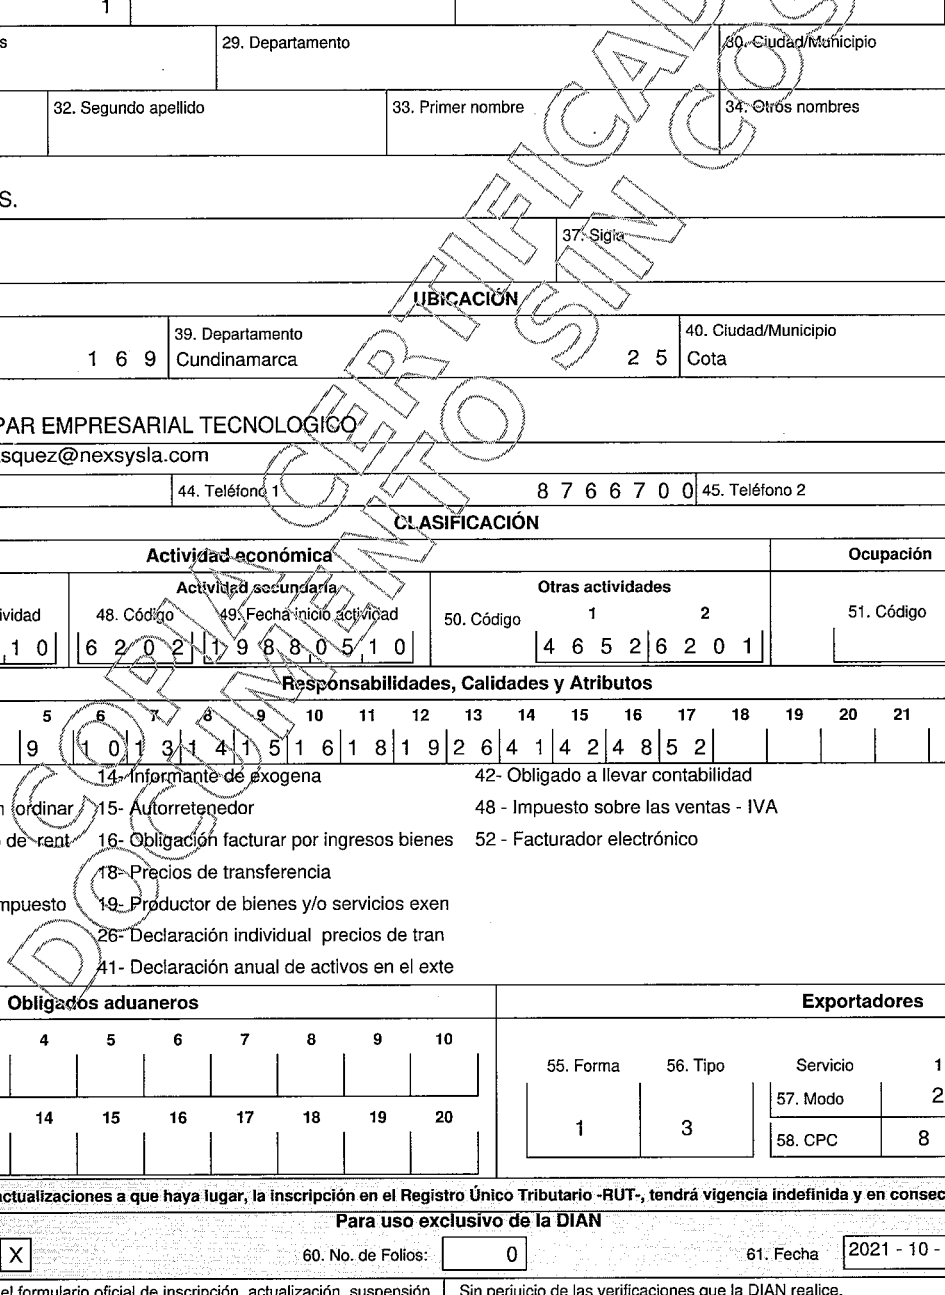 1
29. Departamento
30. Ciudad/Municipio
32. Segundo apellido
33. Primer nombre
34. Otros nombres
S.
37. Sigla
UBICACIÓN
39. Departamento
40. Ciudad/Municipio
1 6 9 Cundinamarca 2 5 Cota
PAR EMPRESARIAL TECNOLOGICO
squez@nexsysla.com
44. Teléfono 1 8 7 6 6 7 0 0 45. Teléfono 2
CLASIFICACIÓN
Actividad económica Ocupación
Actividad secundaria Otras actividades
ividad 48. Código 49. Fecha inicio actividad 50. Código 1 2 51. Código
1 0 6 2 0 2 1 9 8 8 0 5 1 0 4 6 5 2 6 2 0 1
Responsabilidades, Calidades y Atributos
5 6 7 8 9 10 11 12 13 14 15 16 17 18 19 20 21
9 1 0 1 3 1 4 1 5 1 6 1 8 1 9 2 6 4 1 4 2 4 8 5 2
14- Informante de exogena 42- Obligado a llevar contabilidad
ordinar 15- Autorretenedor 48 - Impuesto sobre las ventas - IVA
de rent 16- Obligación facturar por ingresos bienes 52 - Facturador electrónico
18- Precios de transferencia
mpuesto 19- Productor de bienes y/o servicios exen
26- Declaración individual precios de tran
41- Declaración anual de activos en el exte
Obligados aduaneros Exportadores
4 5 6 7 8 9 10
55. Forma 56. Tipo Servicio 1
57. Modo 2
14 15 16 17 18 19 20
1 3 58. CPC 8
actualizaciones a que haya lugar, la inscripción en el Registro Único Tributario -RUT-, tendrá vigencia indefinida y en consec
Para uso exclusivo de la DIAN
X 60. No. de Folios: 0 61. Fecha 2021 - 10 -
el formulario oficial de inscripción, actualización, suspensión Sin perjuicio de las verificaciones que la DIAN realice.
COPIA CERTIFICAD
DOCUMENTO SIN COS